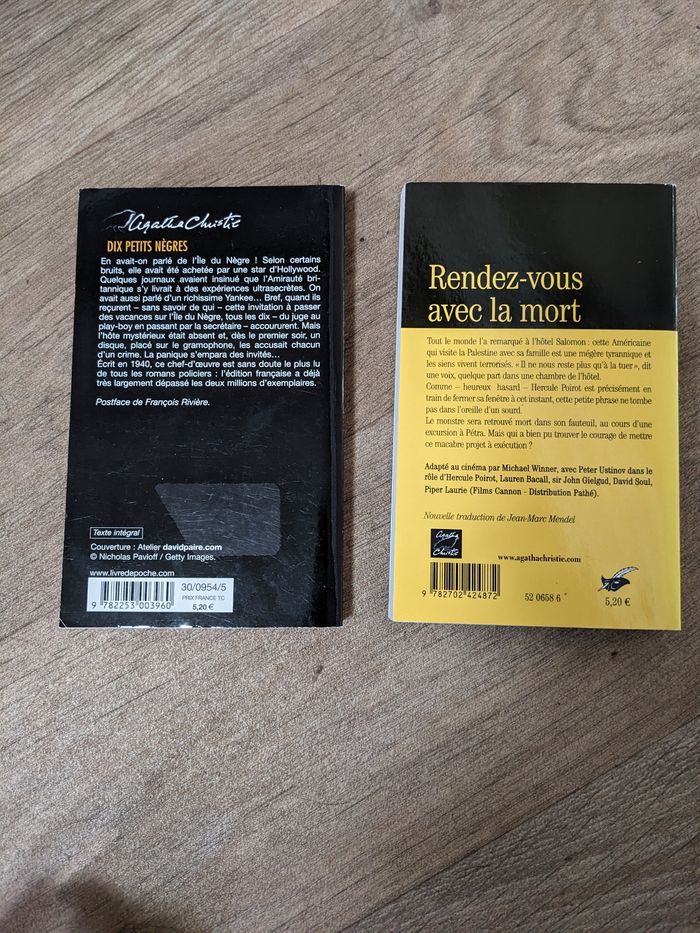 Agatha Christie
DIX PETITS NÈGRES
En avait-on parlé de l'Île du Nègre ! Selon certains
bruits, elle avait été achetée par une star d'Hollywood.
Quelques journaux avaient insinué que l'Amirauté bri-
tannique s'y livrait à des expériences ultrasecrètes. On
avait aussi parlé d'un richissime Yankee... Bref, quand ils
reçurent – sans savoir de qui – cette invitation à passer
des vacances sur l'Île du Nègre, tous les dix – du juge au
play-boy en passant par la secrétaire – accoururent. Mais
l'hôte mystérieux était absent et, dès le premier soir, un
disque, placé sur le gramophone, les accusait chacun
d'un crime. La panique s'empara des invités...
Écrit en 1940, ce chef-d'œuvre est sans doute le plus lu
de tous les romans policiers : l'édition française a déjà
très largement dépassé les deux millions d'exemplaires.
Postface de François Rivière.
Texte intégral
Couverture : Atelier davidpaire.com
© Nicholas Pavloff / Getty Images.
www.livredepoche.com
30/0954/5
PRIX FRANCE TC
5,20 €
9 782253 003960
Rendez-vous
avec la mort
Tout le monde l'a remarqué à l'hôtel Salomon : cette Américaine
qui visite la Palestine avec sa famille est une mégère tyrannique et
les siens vivent terrorisés. « Il ne nous reste plus qu'à la tuer », dit
une voix, quelque part dans une chambre de l'hôtel.
Comme – heureux hasard – Hercule Poirot est précisément en
train de fermer sa fenêtre à cet instant, cette petite phrase ne tombe
pas dans l'oreille d'un sourd.
Le monstre sera retrouvé mort dans son fauteuil, au cours d'une
excursion à Pétra. Mais qui a bien pu trouver le courage de mettre
ce macabre projet à exécution ?
Adapté au cinéma par Michael Winner, avec Peter Ustinov dans le
rôle d'Hercule Poirot, Lauren Bacall, sir John Gielgud, David Soul,
Piper Laurie (Films Cannon - Distribution Pathé).
Nouvelle traduction de Jean-Marc Mendel
Agatha
Christie
www.agathachristie.com
9 782702 424872
52 0658 6
5,20 €